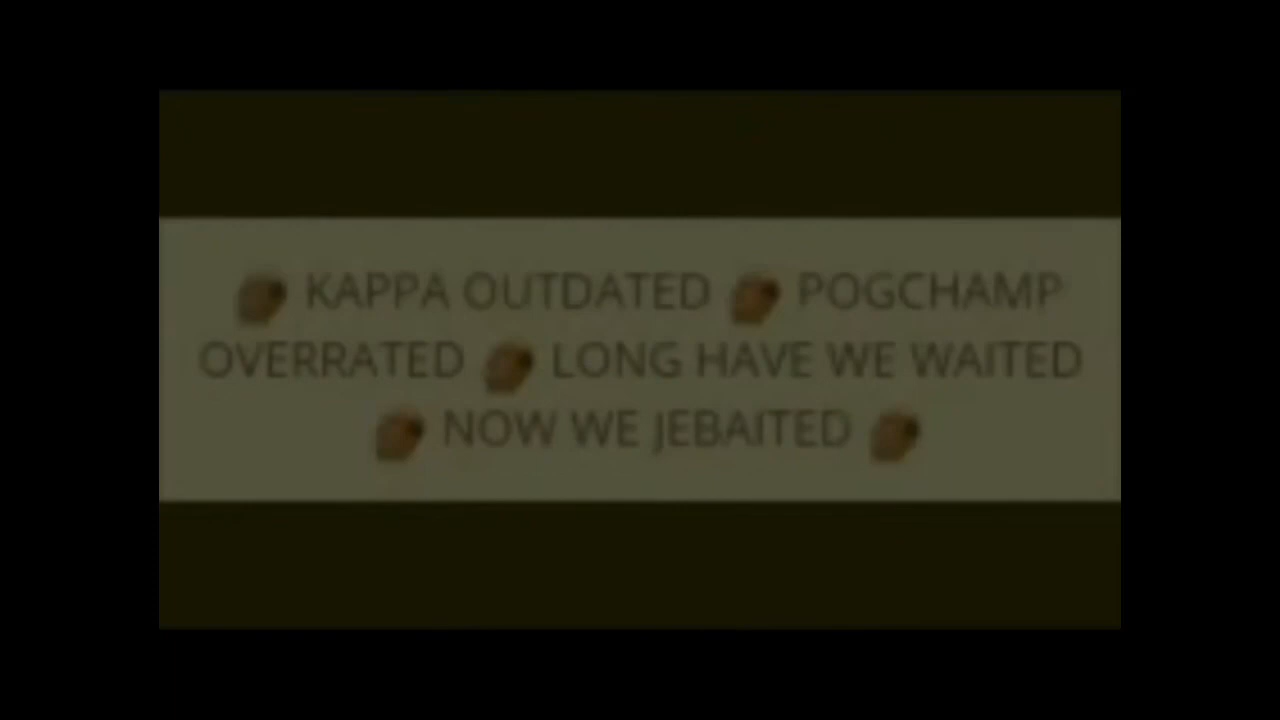 KAPPA OUTDATED POGCHAMP
OVERRATED LONG HAVE WE WAITED
NOW WE JEBAITED